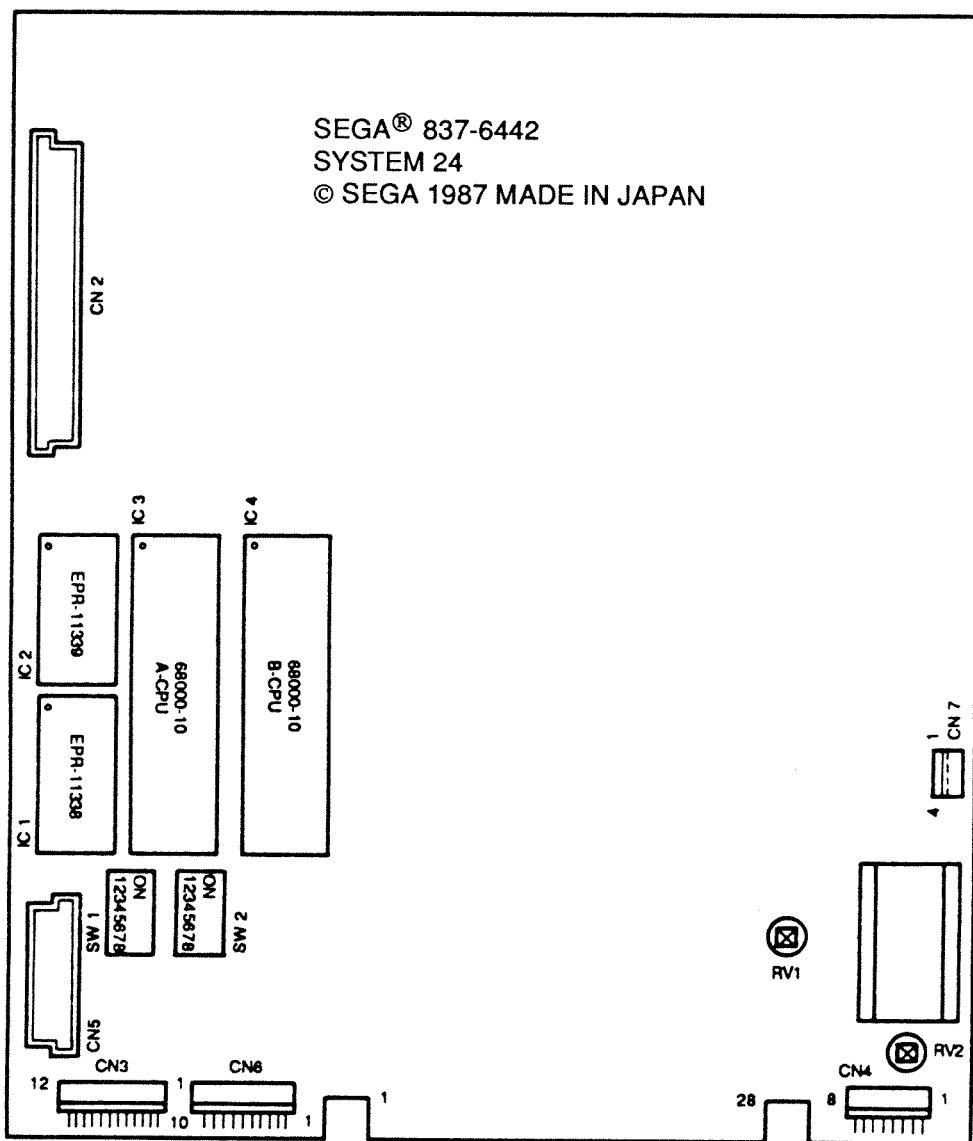 SEGA® 837-6442
SYSTEM 24
© SEGA 1987 MADE IN JAPAN
CN 2
IC 3
IC 4
EPR-11339
IC 2
68000-10
A-CPU
68000-10
B-CPU
EPR-11338
IC 1
1
CN 7
4
ON
12345678
SW 1
ON
12345678
SW 2
CN5
RV1
RV2
CN3
12
1
CN6
10
1
1
28
CN4
8
1